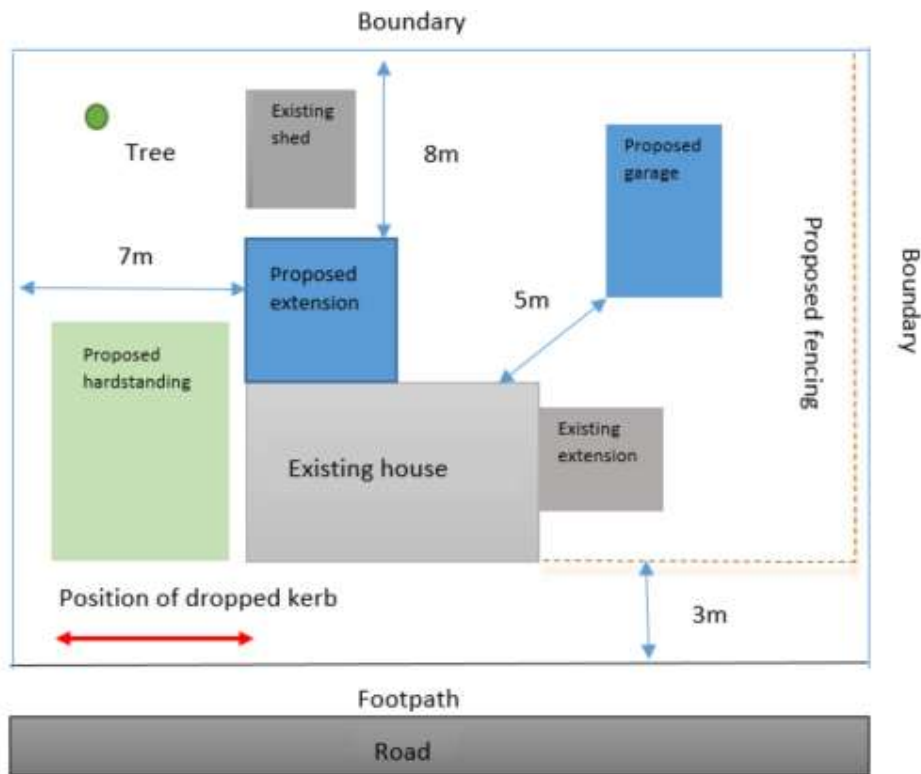 Boundary
Existing
shed
Tree
8m
Proposed
garage
7m
Proposed
extension
5m
Proposed fencing
Boundary
Proposed
hardstanding
Existing
extension
Existing house
Position of dropped kerb
3m
Footpath
Road